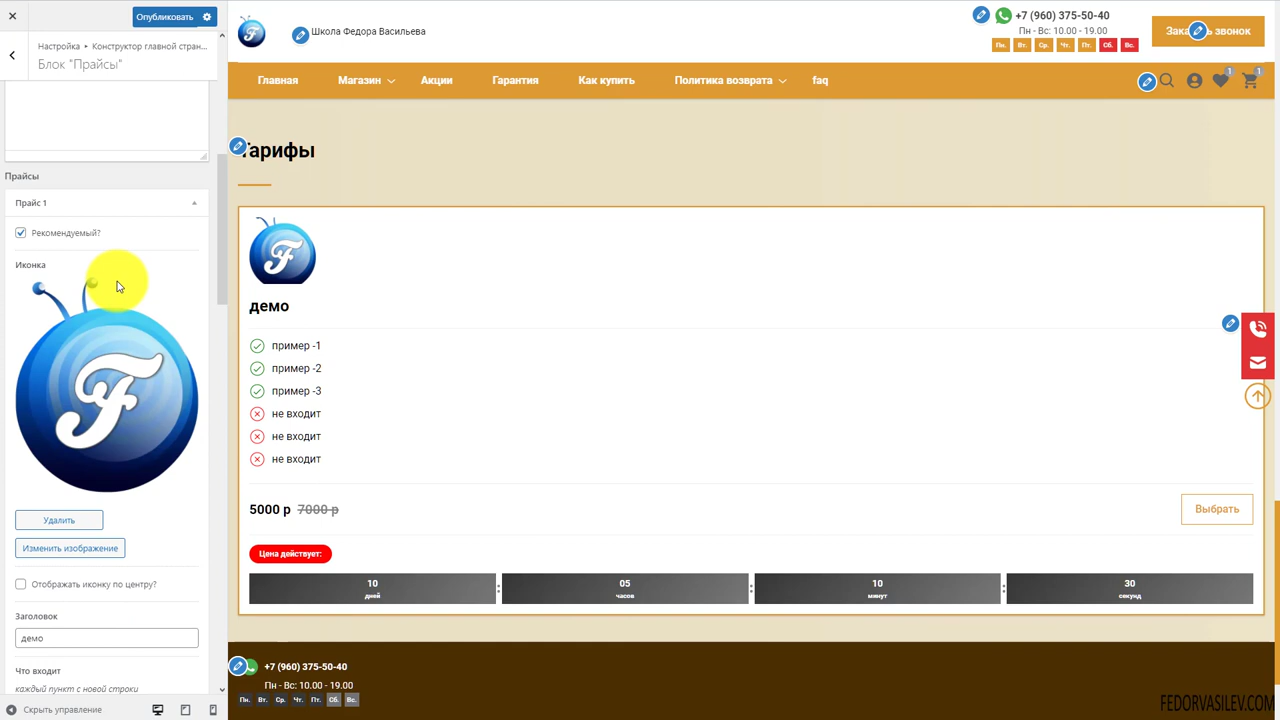 Опубликовать
Настройка ▸ Конструктор главной стран...
Блок "Прайсы"
Прайсы
Прайс 1
Рекомендуемый?
Иконка
F
Удалить
Изменить изображение
Отображать иконку по центру?
Заголовок
демо
Что входит
каждый пункт с новой строки
Скрыть управление
Школа Федора Васильева
+7 (960) 375-50-40
Пн - Вс: 10.00 - 19.00
Пн. Вт. Ср. Чт. Пт. Сб. Вс.
звонок
Главная Магазин Акции Гарантия Как купить Политика возврата faq
1 1
Тарифы
F
демо
пример -1
пример -2
пример -3
не входит
не входит
не входит
5000 р 7000 р
Выбрать
Цена действует:
10 : 05 : 10 : 30
дней часов минут секунд
+7 (960) 375-50-40
Пн - Вс: 10.00 - 19.00
Пн. Вт. Ср. Чт. Пт. Сб. Вс.
FEDORVASILEV.COM